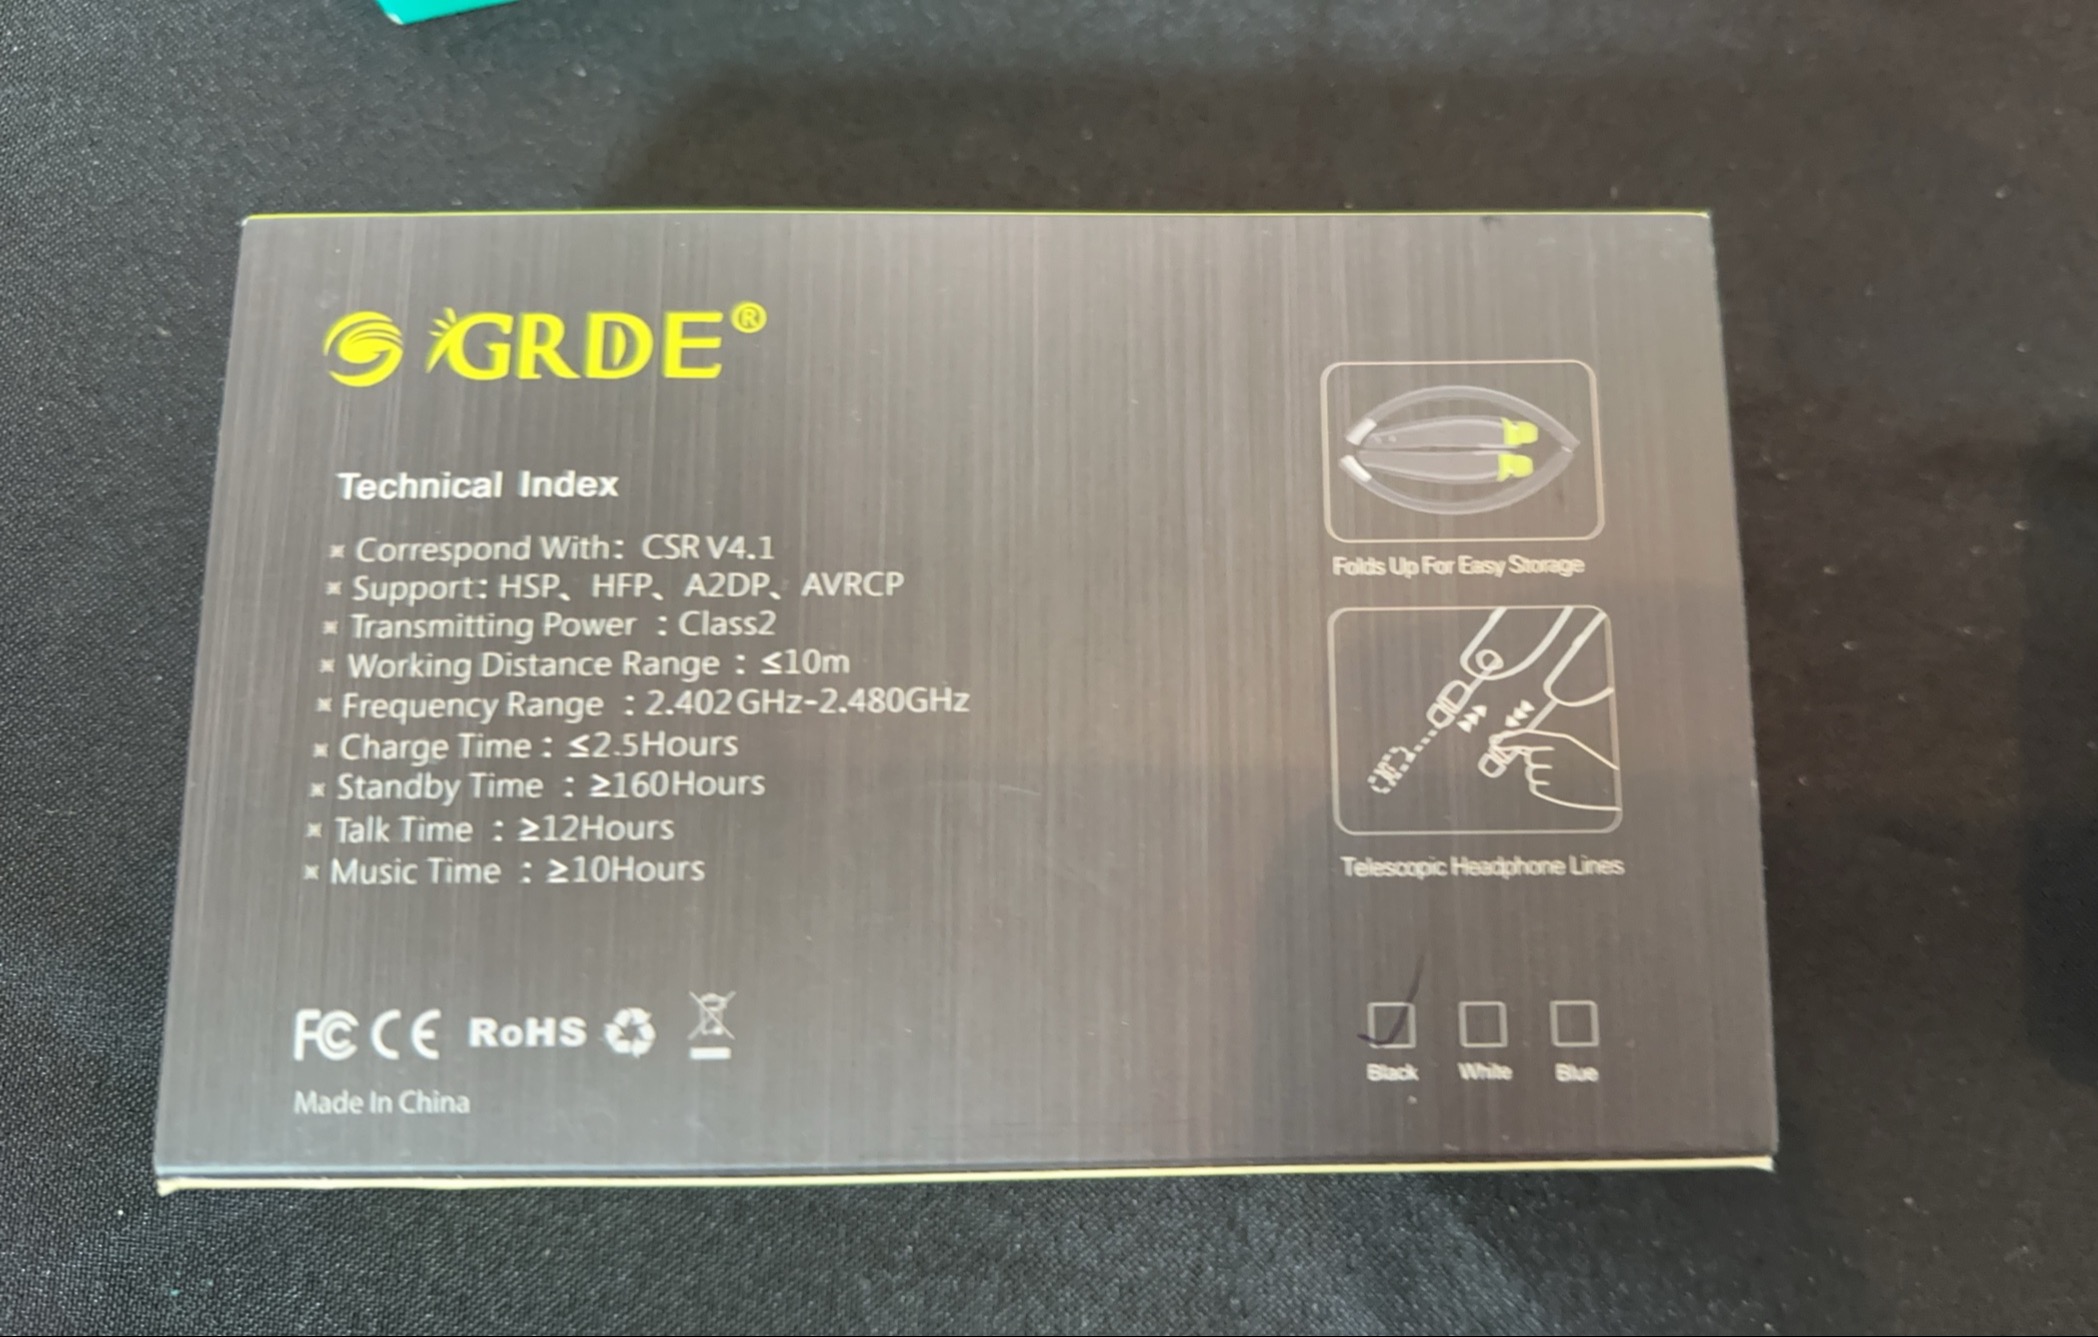 GRDE®
Technical Index
Correspond With: CSR V4.1
Support: HSP、HFP、A2DP、AVRCP
Transmitting Power : Class2
Working Distance Range : ≤10m
Frequency Range : 2.402GHz-2.480GHz
Charge Time : ≤2.5Hours
Standby Time : ≥160Hours
Talk Time : ≥12Hours
Music Time : ≥10Hours
FC CE RoHS
Made In China
Folds Up For Easy Storage
Telescopic Headphone Lines
Black White Blue